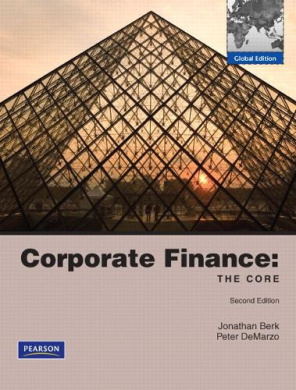 Global Edition
Corporate Finance:
THE CORE
Second Edition
Jonathan Berk
Peter DeMarzo
PEARSON